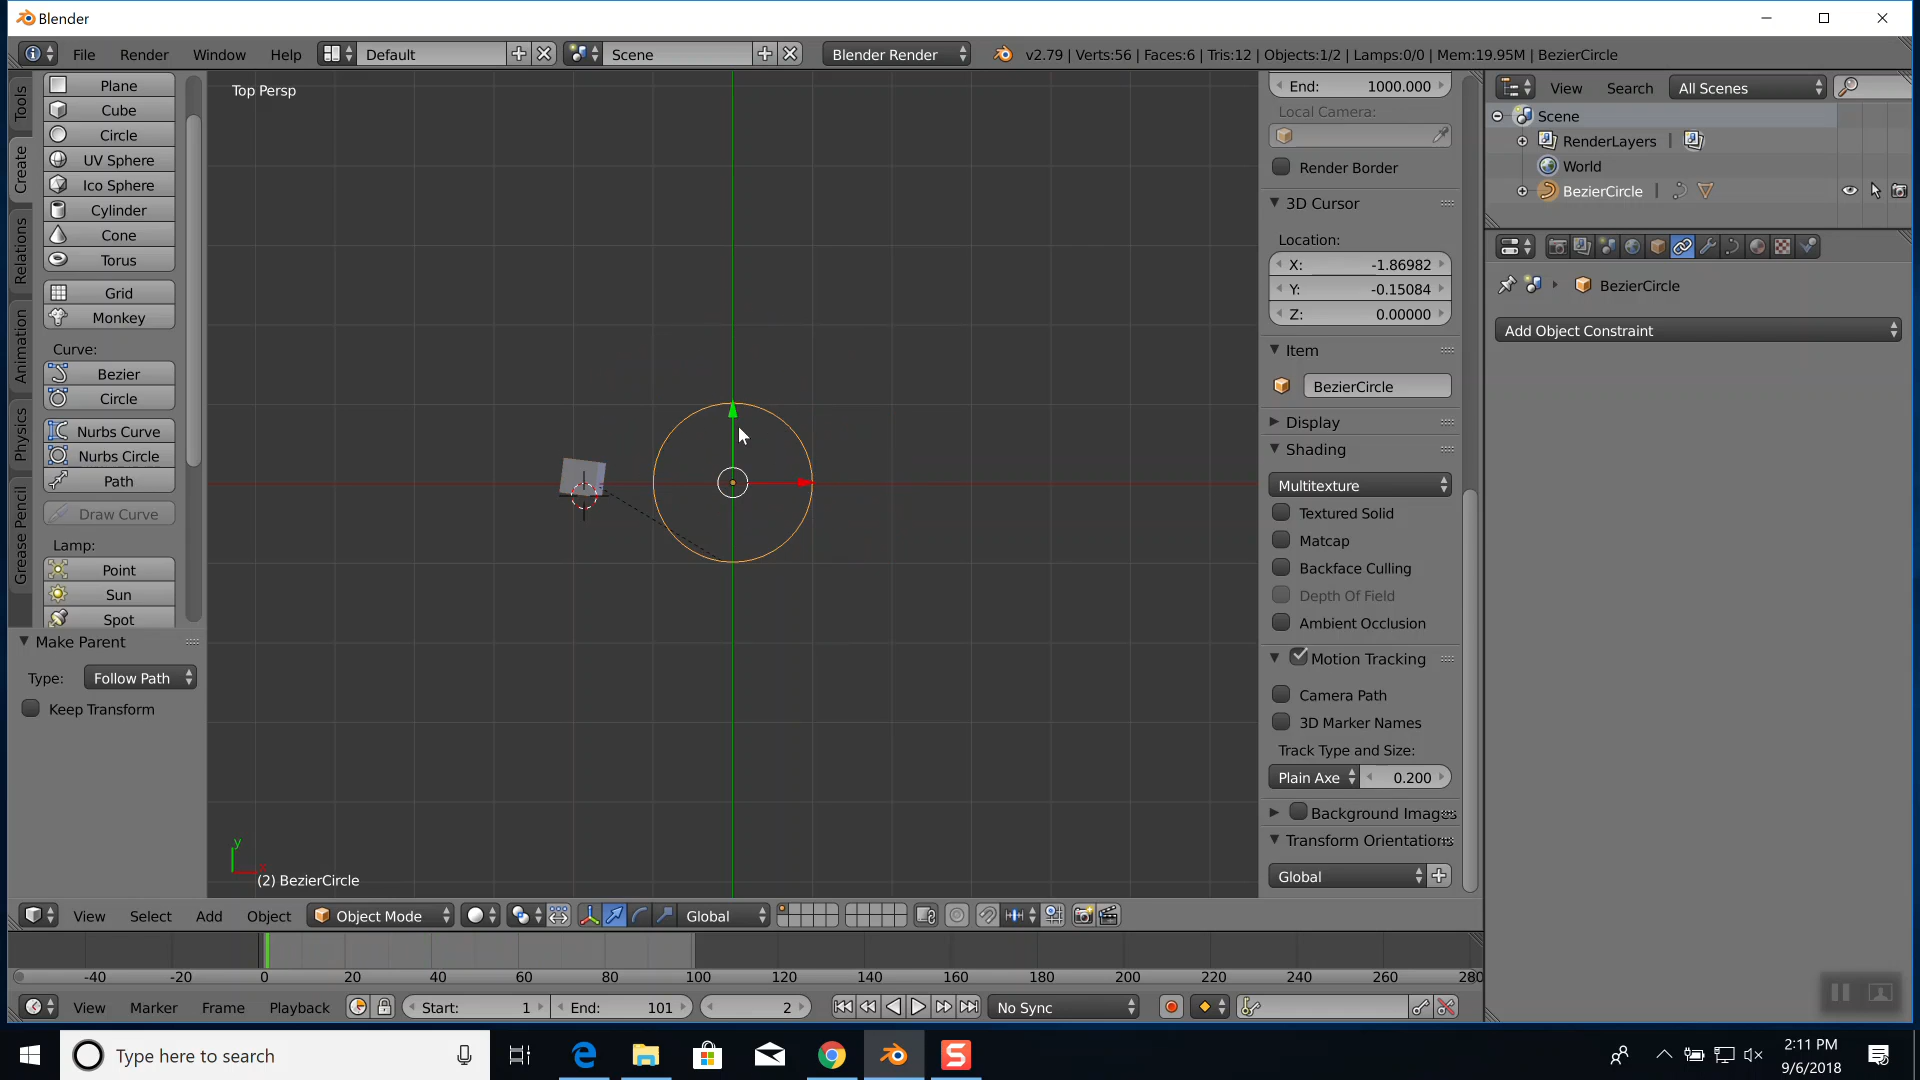 Blender
File Render Window Help Default Scene Blender Render v2.79 | Verts:56 | Faces:6 | Tris:12 | Objects:1/2 | Lamps:0/0 | Mem:19.95M | BezierCircle
Tools
Create
Relations
Animation
Physics
Grease Pencil
Plane
Cube
Circle
UV Sphere
Ico Sphere
Cylinder
Cone
Torus
Grid
Monkey
Curve:
Bezier
Circle
Nurbs Curve
Nurbs Circle
Path
Draw Curve
Lamp:
Point
Sun
Spot
Make Parent
Type: Follow Path
Keep Transform
Top Persp
y
x
(2) BezierCircle
End: 1000.000
Local Camera:
Render Border
3D Cursor
Location:
X: -1.86982
Y: -0.15084
Z: 0.00000
Item
BezierCircle
Display
Shading
Multitexture
Textured Solid
Matcap
Backface Culling
Depth Of Field
Ambient Occlusion
Motion Tracking
Camera Path
3D Marker Names
Track Type and Size:
Plain Axe 0.200
Background Images
Transform Orientations
Global
View Search All Scenes
Scene
RenderLayers |
World
BezierCircle |
BezierCircle
Add Object Constraint
View Select Add Object Object Mode Global
-40 -20 0 20 40 60 80 100 120 140 160 180 200 220 240 260 280
View Marker Frame Playback Start: 1 End: 101 2 No Sync
Type here to search
2:11 PM
9/6/2018